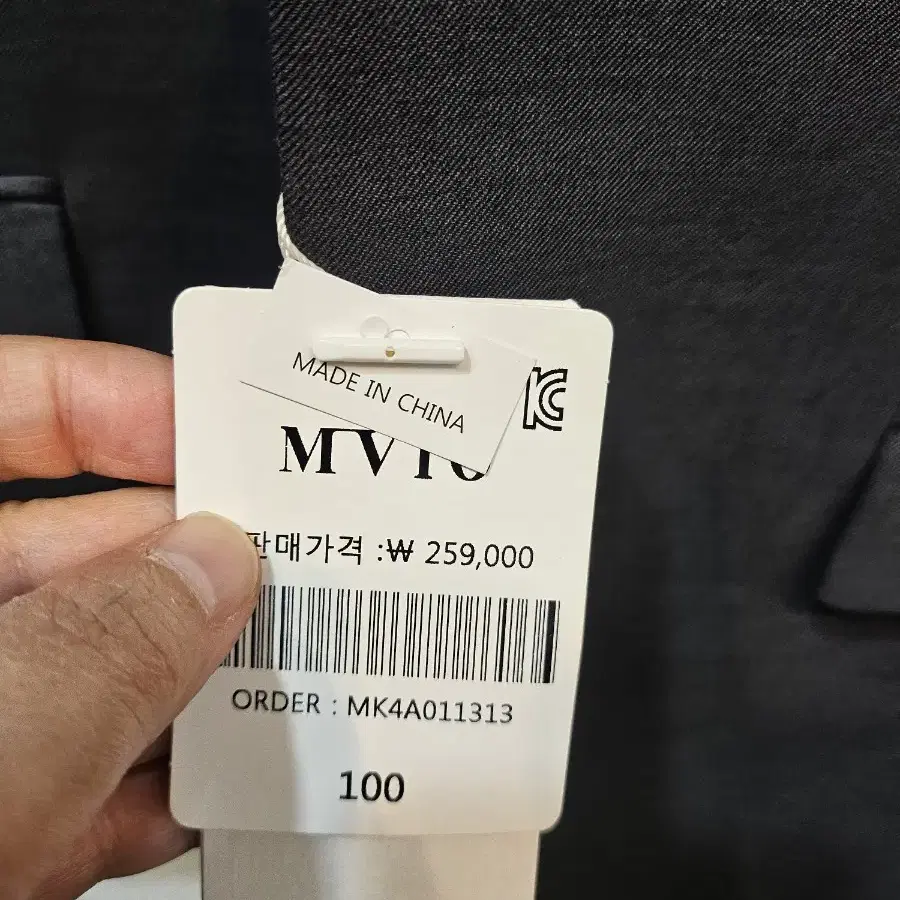 MADE IN CHINA
판매가격 :₩ 259,000
ORDER : MK4A011313
100